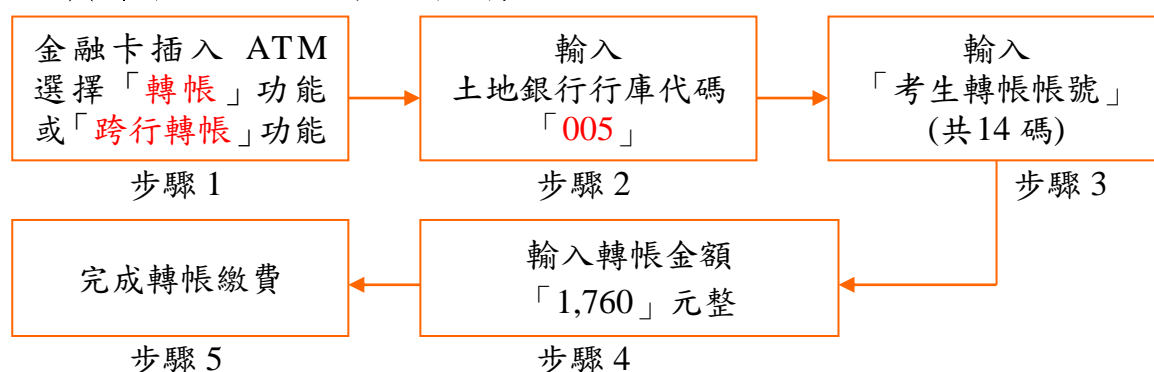 金融卡插入 ATM
選擇「轉帳」功能
或「跨行轉帳」功能
步驟 1
輸入
土地銀行行庫代碼
「005」
步驟 2
輸入
「考生轉帳帳號」
(共14 碼)
步驟 3
輸入轉帳金額
「1,760」元整
步驟 4
完成轉帳繳費
步驟 5